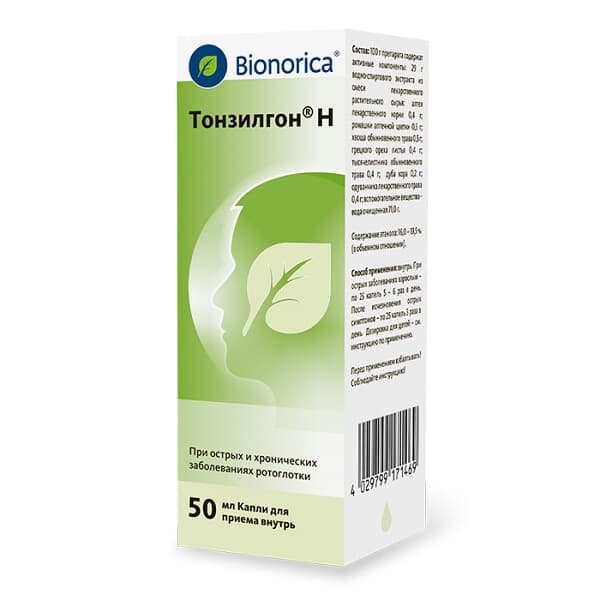 Bionorica®
Тонзилгон® Н
При острых и хронических
заболеваниях ротоглотки
50 мл Капли для
приема внутрь
Состав: 100 г препарата содержат
активные компоненты: 29 г
водно-спиртового экстракта из
смеси лекарственного
растительного сырья: алтея
лекарственного корни 0,4 г;
ромашки аптечной цветки 0,3 г;
хвоща обыкновенного трава 0,5 г;
грецкого ореха листья 0,4 г;
тысячелистника обыкновенного
трава 0,4 г; дуба кора 0,2 г;
одуванчика лекарственного трава
0,4 г; вспомогательное вещество-
вода очищенная 71,0 г.
Содержание этанола: 16,0 – 19,5%
(в объемном отношении).
Способ применения: внутрь. При
острых заболеваниях взрослым –
по 25 капель 5 – 6 раз в день.
После исчезновения острых
симптомов – по 25 капель 3 раза в
день. Дозировка для детей – см.
инструкцию по применению.
Перед применением взбалтывать!
Соблюдайте инструкцию!
4 029799 171469